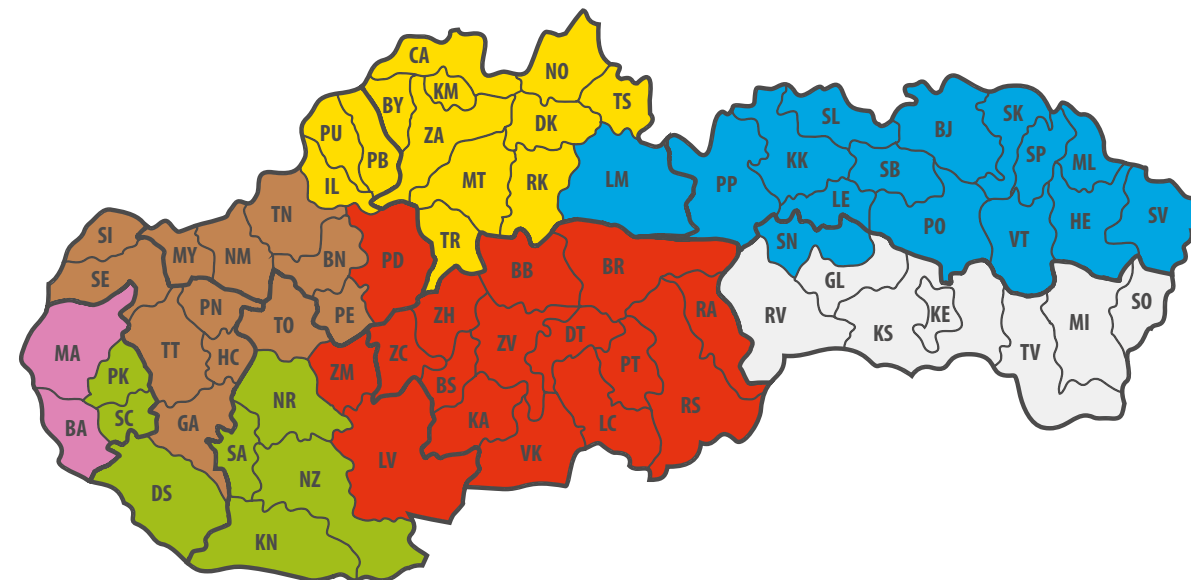 CA
NO
KM
BY
TS
PU
ZA
DK
PB
IL
MT
RK
LM
TR
SL
BJ
SK
SP
ML
KK
SB
PP
LE
HE
SV
PO
VT
SN
SI
TN
MY
NM
BN
SE
PN
PE
TO
TT
HC
GA
MA
BA
PK
SC
NR
SA
NZ
DS
KN
PD
BB
BR
ZH
RA
ZC
ZV
DT
ZM
BS
PT
KA
LC
RS
LV
VK
GL
RV
KS
KE
TV
MI
SO